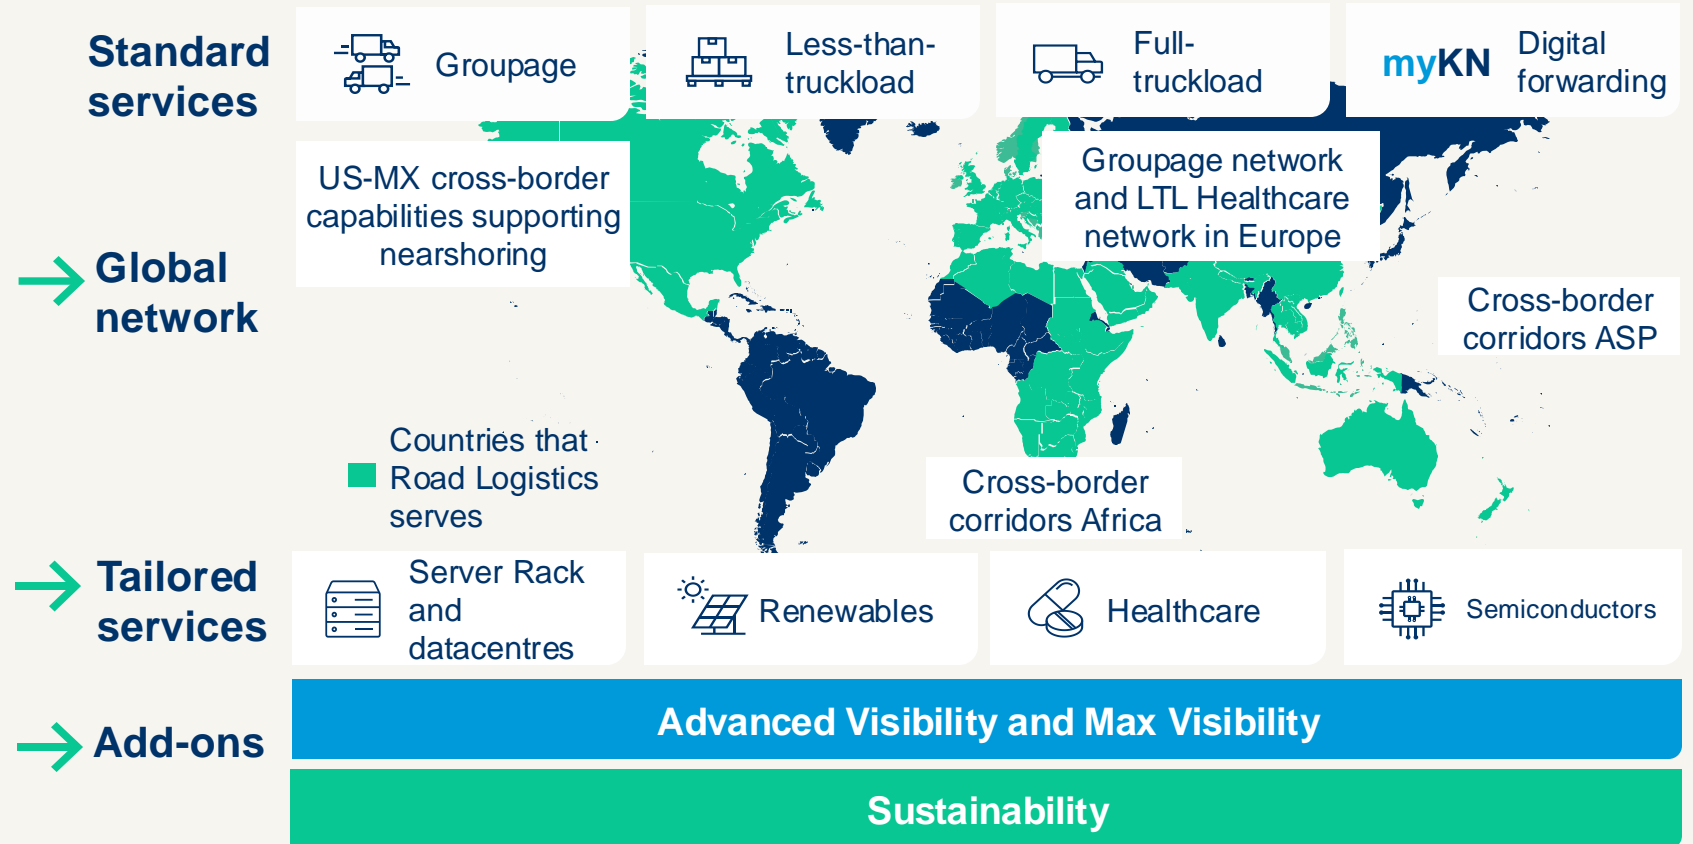 Standard
services
Groupage
Less-than-
truckload
Full-
truckload
myKN
Digital
forwarding
Global
network
US-MX cross-border
capabilities supporting
nearshoring
Groupage network
and LTL Healthcare
network in Europe
Cross-border
corridors ASP
Countries that
Road Logistics
serves
Cross-border
corridors Africa
Tailored
services
Server Rack
and
datacentres
Renewables
Healthcare
Semiconductors
Add-ons
Advanced Visibility and Max Visibility
Sustainability